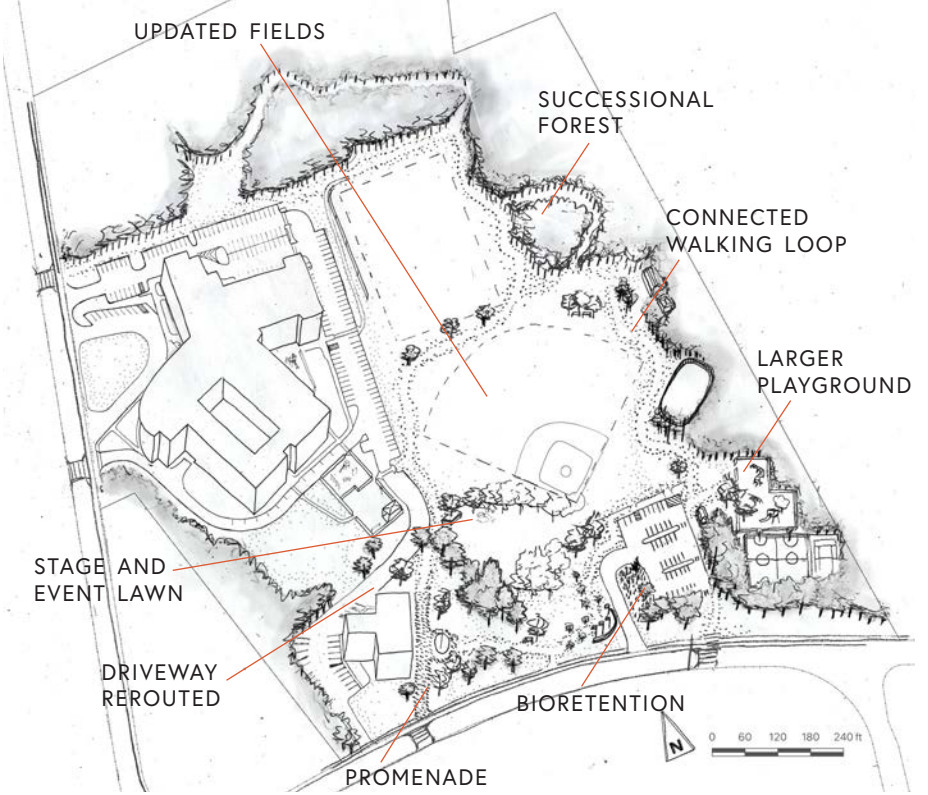 UPDATED FIELDS
SUCCESSIONAL
FOREST
CONNECTED
WALKING LOOP
LARGER
PLAYGROUND
STAGE AND
EVENT LAWN
DRIVEWAY
REROUTED
BIORETENTION
PROMENADE
N
0 60 120 180 240 ft